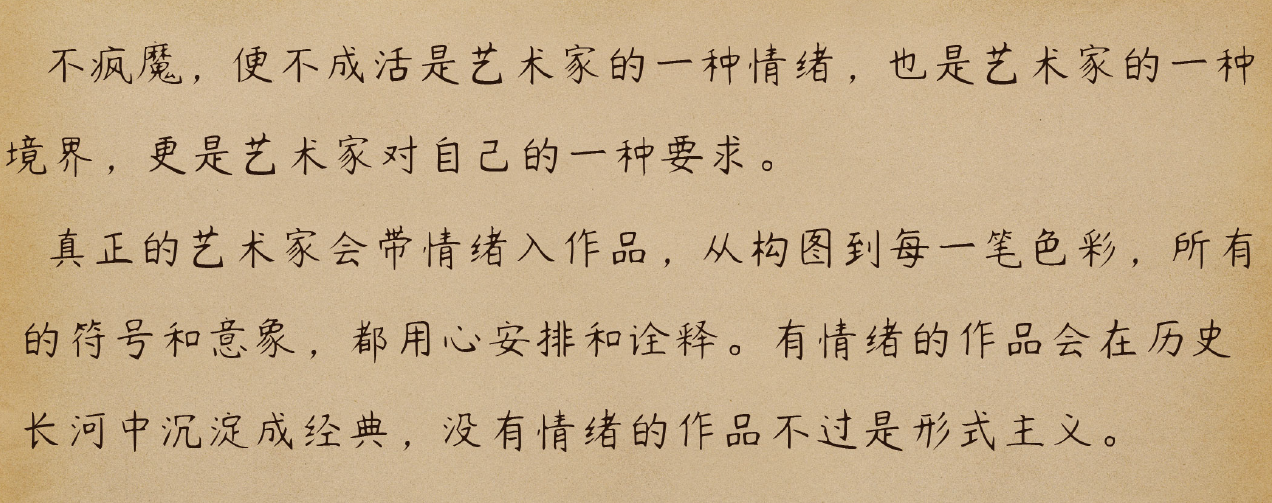 不疯魔，便不成活是艺术家的一种情绪，也是艺术家的一种
境界，更是艺术家对自己的一种要求。
真正的艺术家会带情绪入作品，从构图到每一笔色彩，所有
的符号和意象，都用心安排和诠释。有情绪的作品会在历史
长河中沉淀成经典，没有情绪的作品不过是形式主义。